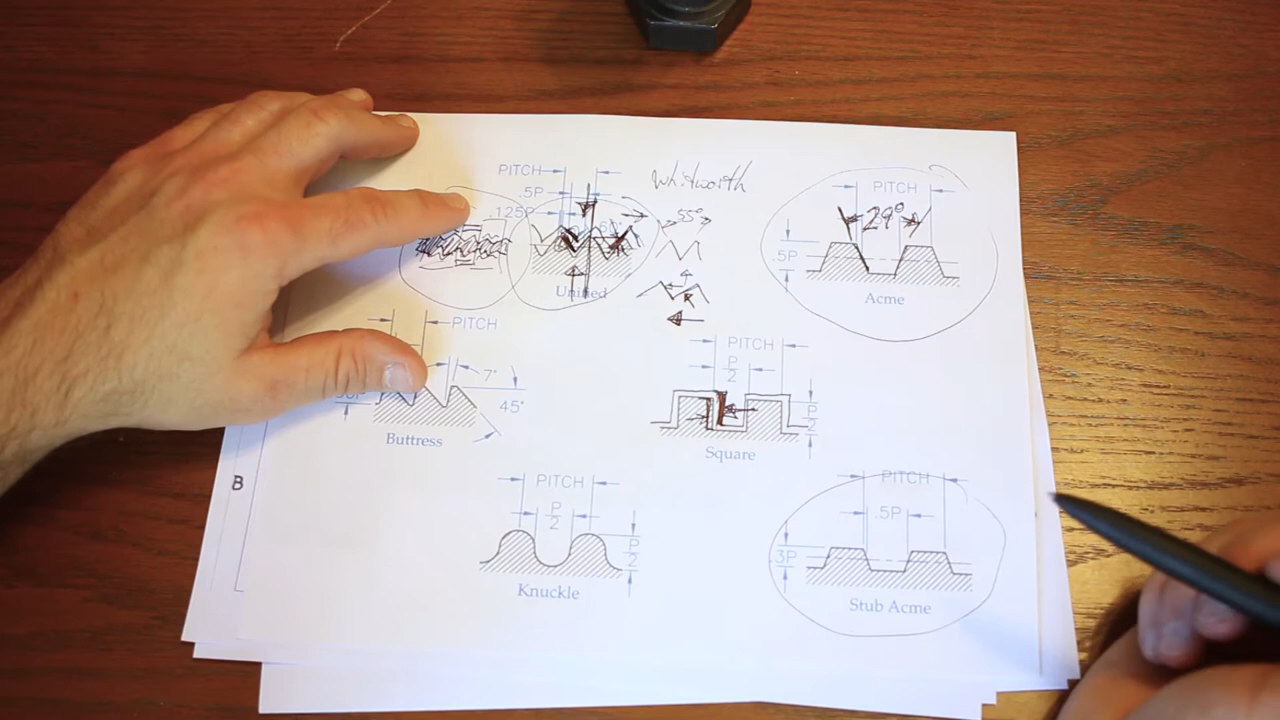 PITCH
.5P
.125P
Unified
Whitworth
55°
PITCH
29°
.5P
Acme
PITCH
7°
45°
Buttress
PITCH
P
2
P
2
Square
B
PITCH
P
2
P
2
Knuckle
PITCH
.5P
.3P
Stub Acme